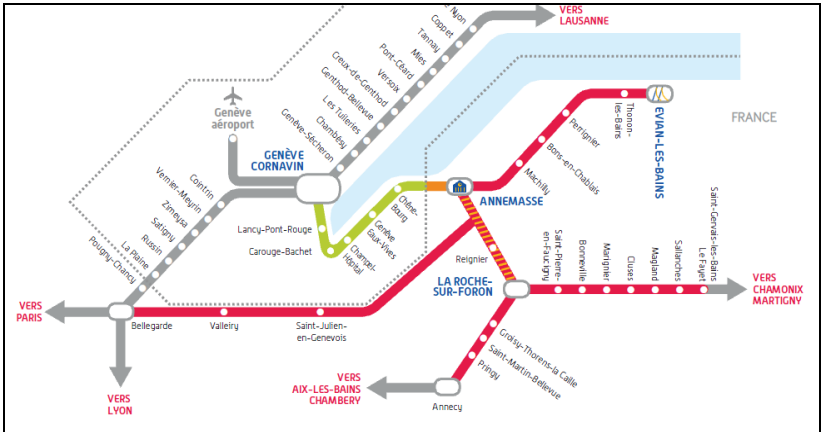 VERS
LAUSANNE
Nyon
Coppet
Tannay
Mies
Pont-Céard
Versoix
Creux-de-Genthod
Genthod-Bellevue
Les Tuileries
Chambésy
Genève-Sécheron
Genève
aéroport
GENÈVE
CORNAVIN
Cointrin
Vernier-Meyrin
Zimeysa
Satigny
Russin
La Plaine
Pougny-Chancy
Lancy-Pont-Rouge
Carouge-Bachet
Champel-
Hôpital
Genève
Eaux-Vives
Chêne-
Bourg
ANNEMASSE
Machilly
Bons-en-Chablais
Perrignier
Thonon-
les-Bains
EVIAN-LES-BAINS
FRANCE
Reignier
LA ROCHE-
SUR-FORON
Saint-Pierre-
en-Faucigny
Bonneville
Marignier
Cluses
Magland
Sallanches
Saint-Gervais-les-Bains
Le Fayet
VERS
CHAMONIX
MARTIGNY
VERS
PARIS
Bellegarde
Valleiry
Saint-Julien-
en-Genevois
VERS
LYON
Groisy-Thorens-la Caille
Saint-Martin-Bellevue
Pringy
VERS
AIX-LES-BAINS
CHAMBERY
Annecy